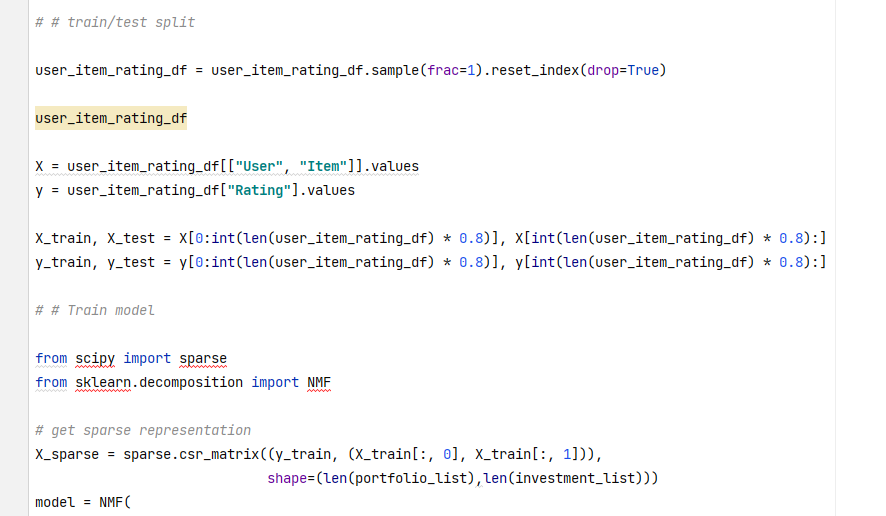 # # train/test split
user_item_rating_df = user_item_rating_df.sample(frac=1).reset_index(drop=True)
user_item_rating_df
X = user_item_rating_df[["User", "Item"]].values
y = user_item_rating_df["Rating"].values
X_train, X_test = X[0:int(len(user_item_rating_df) * 0.8)], X[int(len(user_item_rating_df) * 0.8):]
y_train, y_test = y[0:int(len(user_item_rating_df) * 0.8)], y[int(len(user_item_rating_df) * 0.8):]
# # Train model
from scipy import sparse
from sklearn.decomposition import NMF
# get sparse representation
X_sparse = sparse.csr_matrix((y_train, (X_train[:, 0], X_train[:, 1])),
shape=(len(portfolio_list),len(investment_list)))
model = NMF(